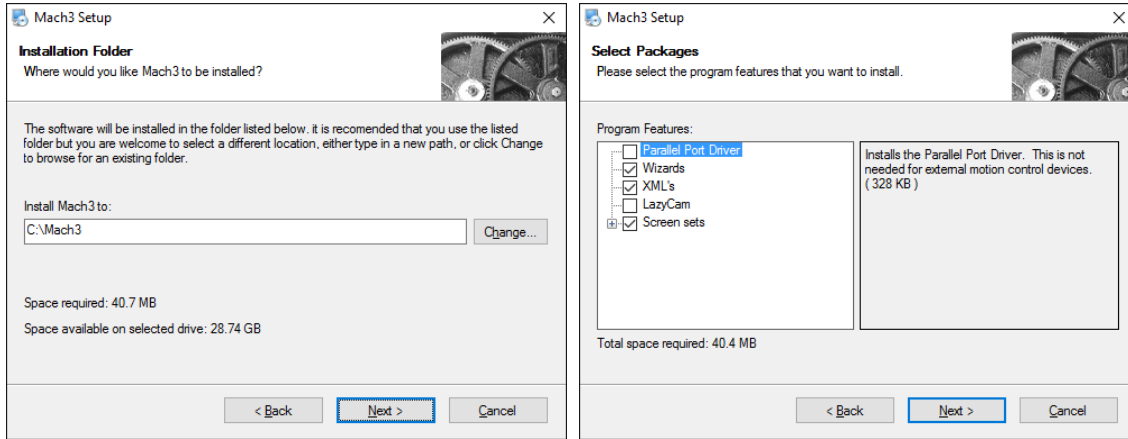 Mach3 Setup
Installation Folder
Where would you like Mach3 to be installed?
The software will be installed in the folder listed below. it is recomended that you use the listed
folder but you are welcome to select a different location, either type in a new path, or click Change
to browse for an existing folder.
Install Mach3 to:
C:\Mach3
Change...
Space required: 40.7 MB
Space available on selected drive: 28.74 GB
< Back
Next >
Cancel
Mach3 Setup
Select Packages
Please select the program features that you want to install.
Program Features:
Parallel Port Driver
Wizards
XML's
LazyCam
Screen sets
Installs the Parallel Port Driver. This is not
needed for external motion control devices.
( 328 KB )
Total space required: 40.4 MB
< Back
Next >
Cancel